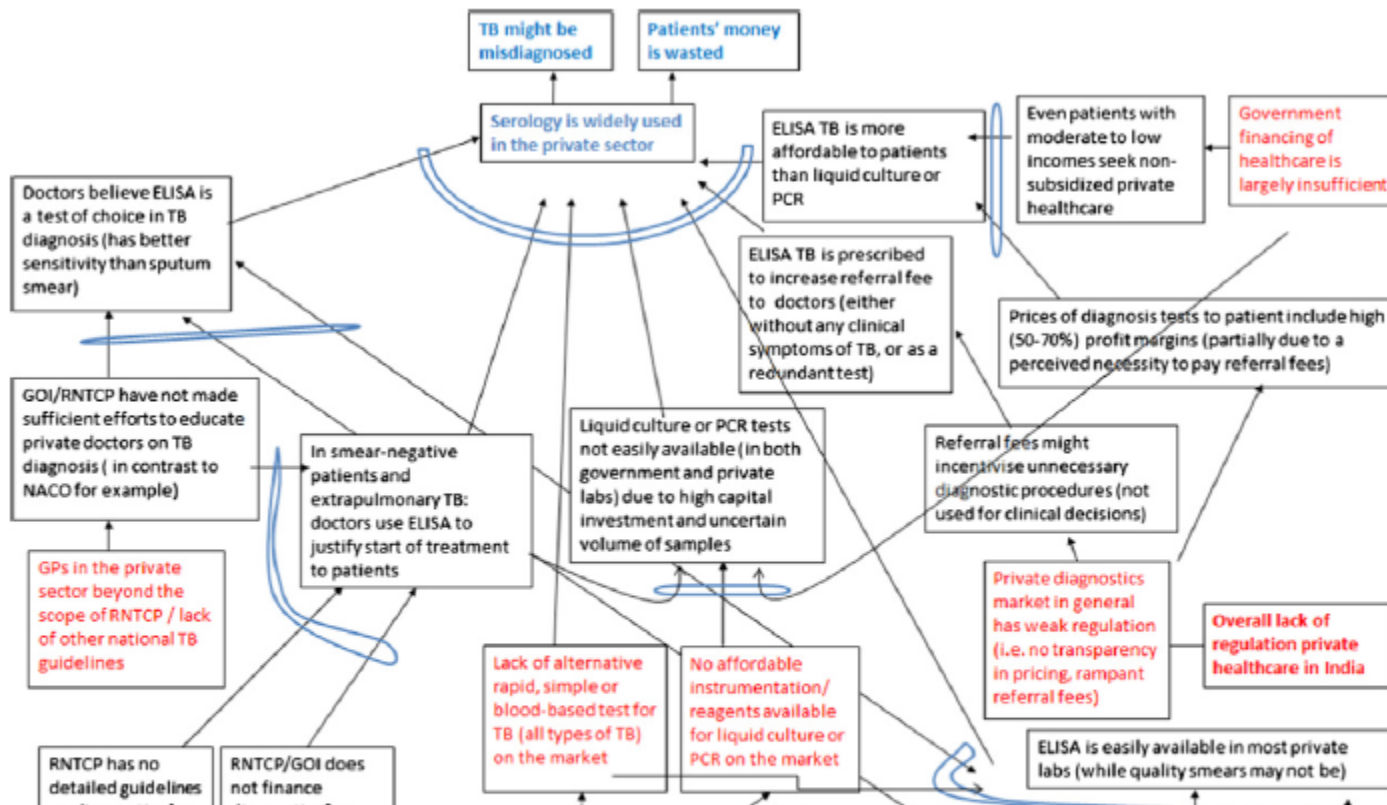 TB might be
misdiagnosed
Patients' money
is wasted
Serology is widely used
in the private sector
ELISA TB is more
affordable to patients
than liquid culture or
PCR
Even patients with
moderate to low
incomes seek non-
subsidized private
healthcare
Government
financing of
healthcare is
largely insufficient
Doctors believe ELISA is
a test of choice in TB
diagnosis (has better
sensitivity than sputum
smear)
ELISA TB is prescribed
to increase referral fee
to doctors (either
without any clinical
symptoms of TB, or as a
redundant test)
Prices of diagnosis tests to patient include high
(50-70%) profit margins (partially due to a
perceived necessity to pay referral fees)
GOI/RNTCP have not made
sufficient efforts to educate
private doctors on TB
diagnosis ( in contrast to
NACO for example)
In smear-negative
patients and
extrapulmonary TB:
doctors use ELISA to
justify start of treatment
to patients
Liquid culture or PCR tests
not easily available (in both
government and private
labs) due to high capital
investment and uncertain
volume of samples
Referral fees might
incentivise unnecessary
diagnostic procedures (not
used for clinical decisions)
GPs in the private
sector beyond the
scope of RNTCP / lack
of other national TB
guidelines
Lack of alternative
rapid, simple or
blood-based test for
TB (all types of TB)
on the market
No affordable
instrumentation/
reagents available
for liquid culture or
PCR on the market
Private diagnostics
market in general
has weak regulation
(i.e. no transparency
in pricing, rampant
referral fees)
Overall lack of
regulation private
healthcare in India
RNTCP has no
detailed guidelines
RNTCP/GOI does
not finance
ELISA is easily available in most private
labs (while quality smears may not be)